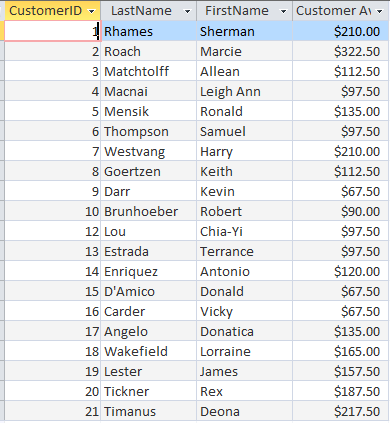 CustomerID LastName FirstName Customer Av
1 Rhames Sherman $210.00
2 Roach Marcie $322.50
3 Matchtolff Allean $112.50
4 Macnai Leigh Ann $97.50
5 Mensik Ronald $135.00
6 Thompson Samuel $97.50
7 Westvang Harry $210.00
8 Goertzen Keith $112.50
9 Darr Kevin $67.50
10 Brunhoeber Robert $90.00
12 Lou Chia-Yi $97.50
13 Estrada Terrance $97.50
14 Enriquez Antonio $120.00
15 D'Amico Donald $67.50
16 Carder Vicky $67.50
17 Angelo Donatica $135.00
18 Wakefield Lorraine $165.00
19 Lester James $157.50
20 Tickner Rex $187.50
21 Timanus Deona $217.50